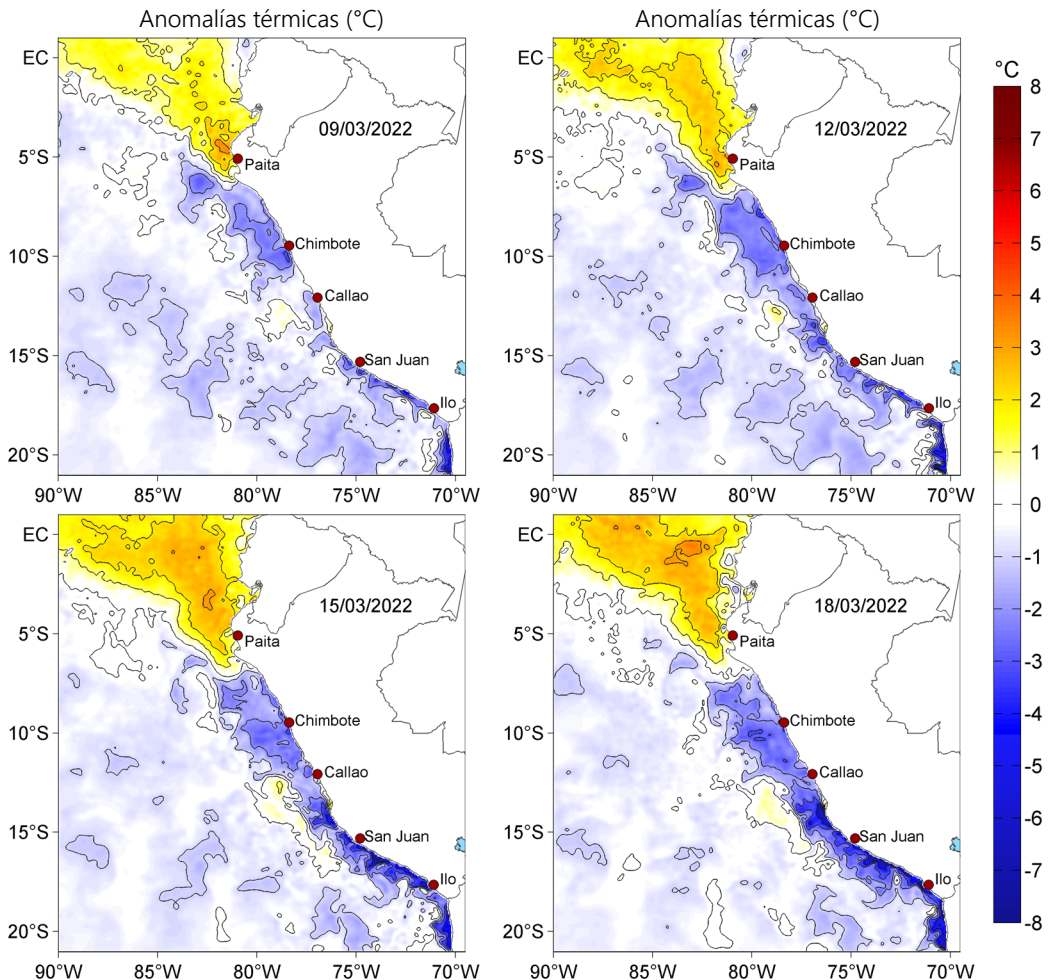 Anomalías térmicas (°C)
Anomalías térmicas (°C)
°C
EC
5°S
10°S
15°S
20°S
90°W
85°W
80°W
75°W
70°W
09/03/2022
Paita
Chimbote
Callao
San Juan
Ilo
EC
5°S
10°S
15°S
20°S
90°W
85°W
80°W
75°W
70°W
12/03/2022
Paita
Chimbote
Callao
San Juan
Ilo
8
7
6
5
4
3
2
1
0
-1
-2
-3
-4
-5
-6
-7
-8
EC
5°S
10°S
15°S
20°S
90°W
85°W
80°W
75°W
70°W
15/03/2022
Paita
Chimbote
Callao
San Juan
Ilo
EC
5°S
10°S
15°S
20°S
90°W
85°W
80°W
75°W
70°W
18/03/2022
Paita
Chimbote
Callao
San Juan
Ilo